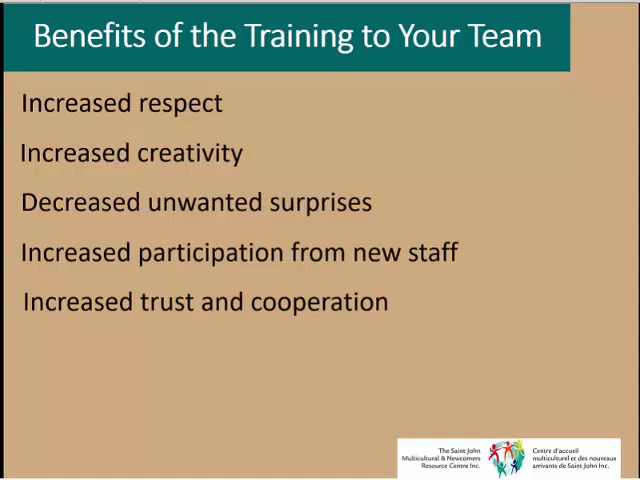 Benefits of the Training to Your Team
Increased respect
Increased creativity
Decreased unwanted surprises
Increased participation from new staff
Increased trust and cooperation
The Saint John
Multicultural & Newcomers
Resource Centre Inc.
Centre d'accueil
multiculturel et des nouveaux
arrivants de Saint John Inc.